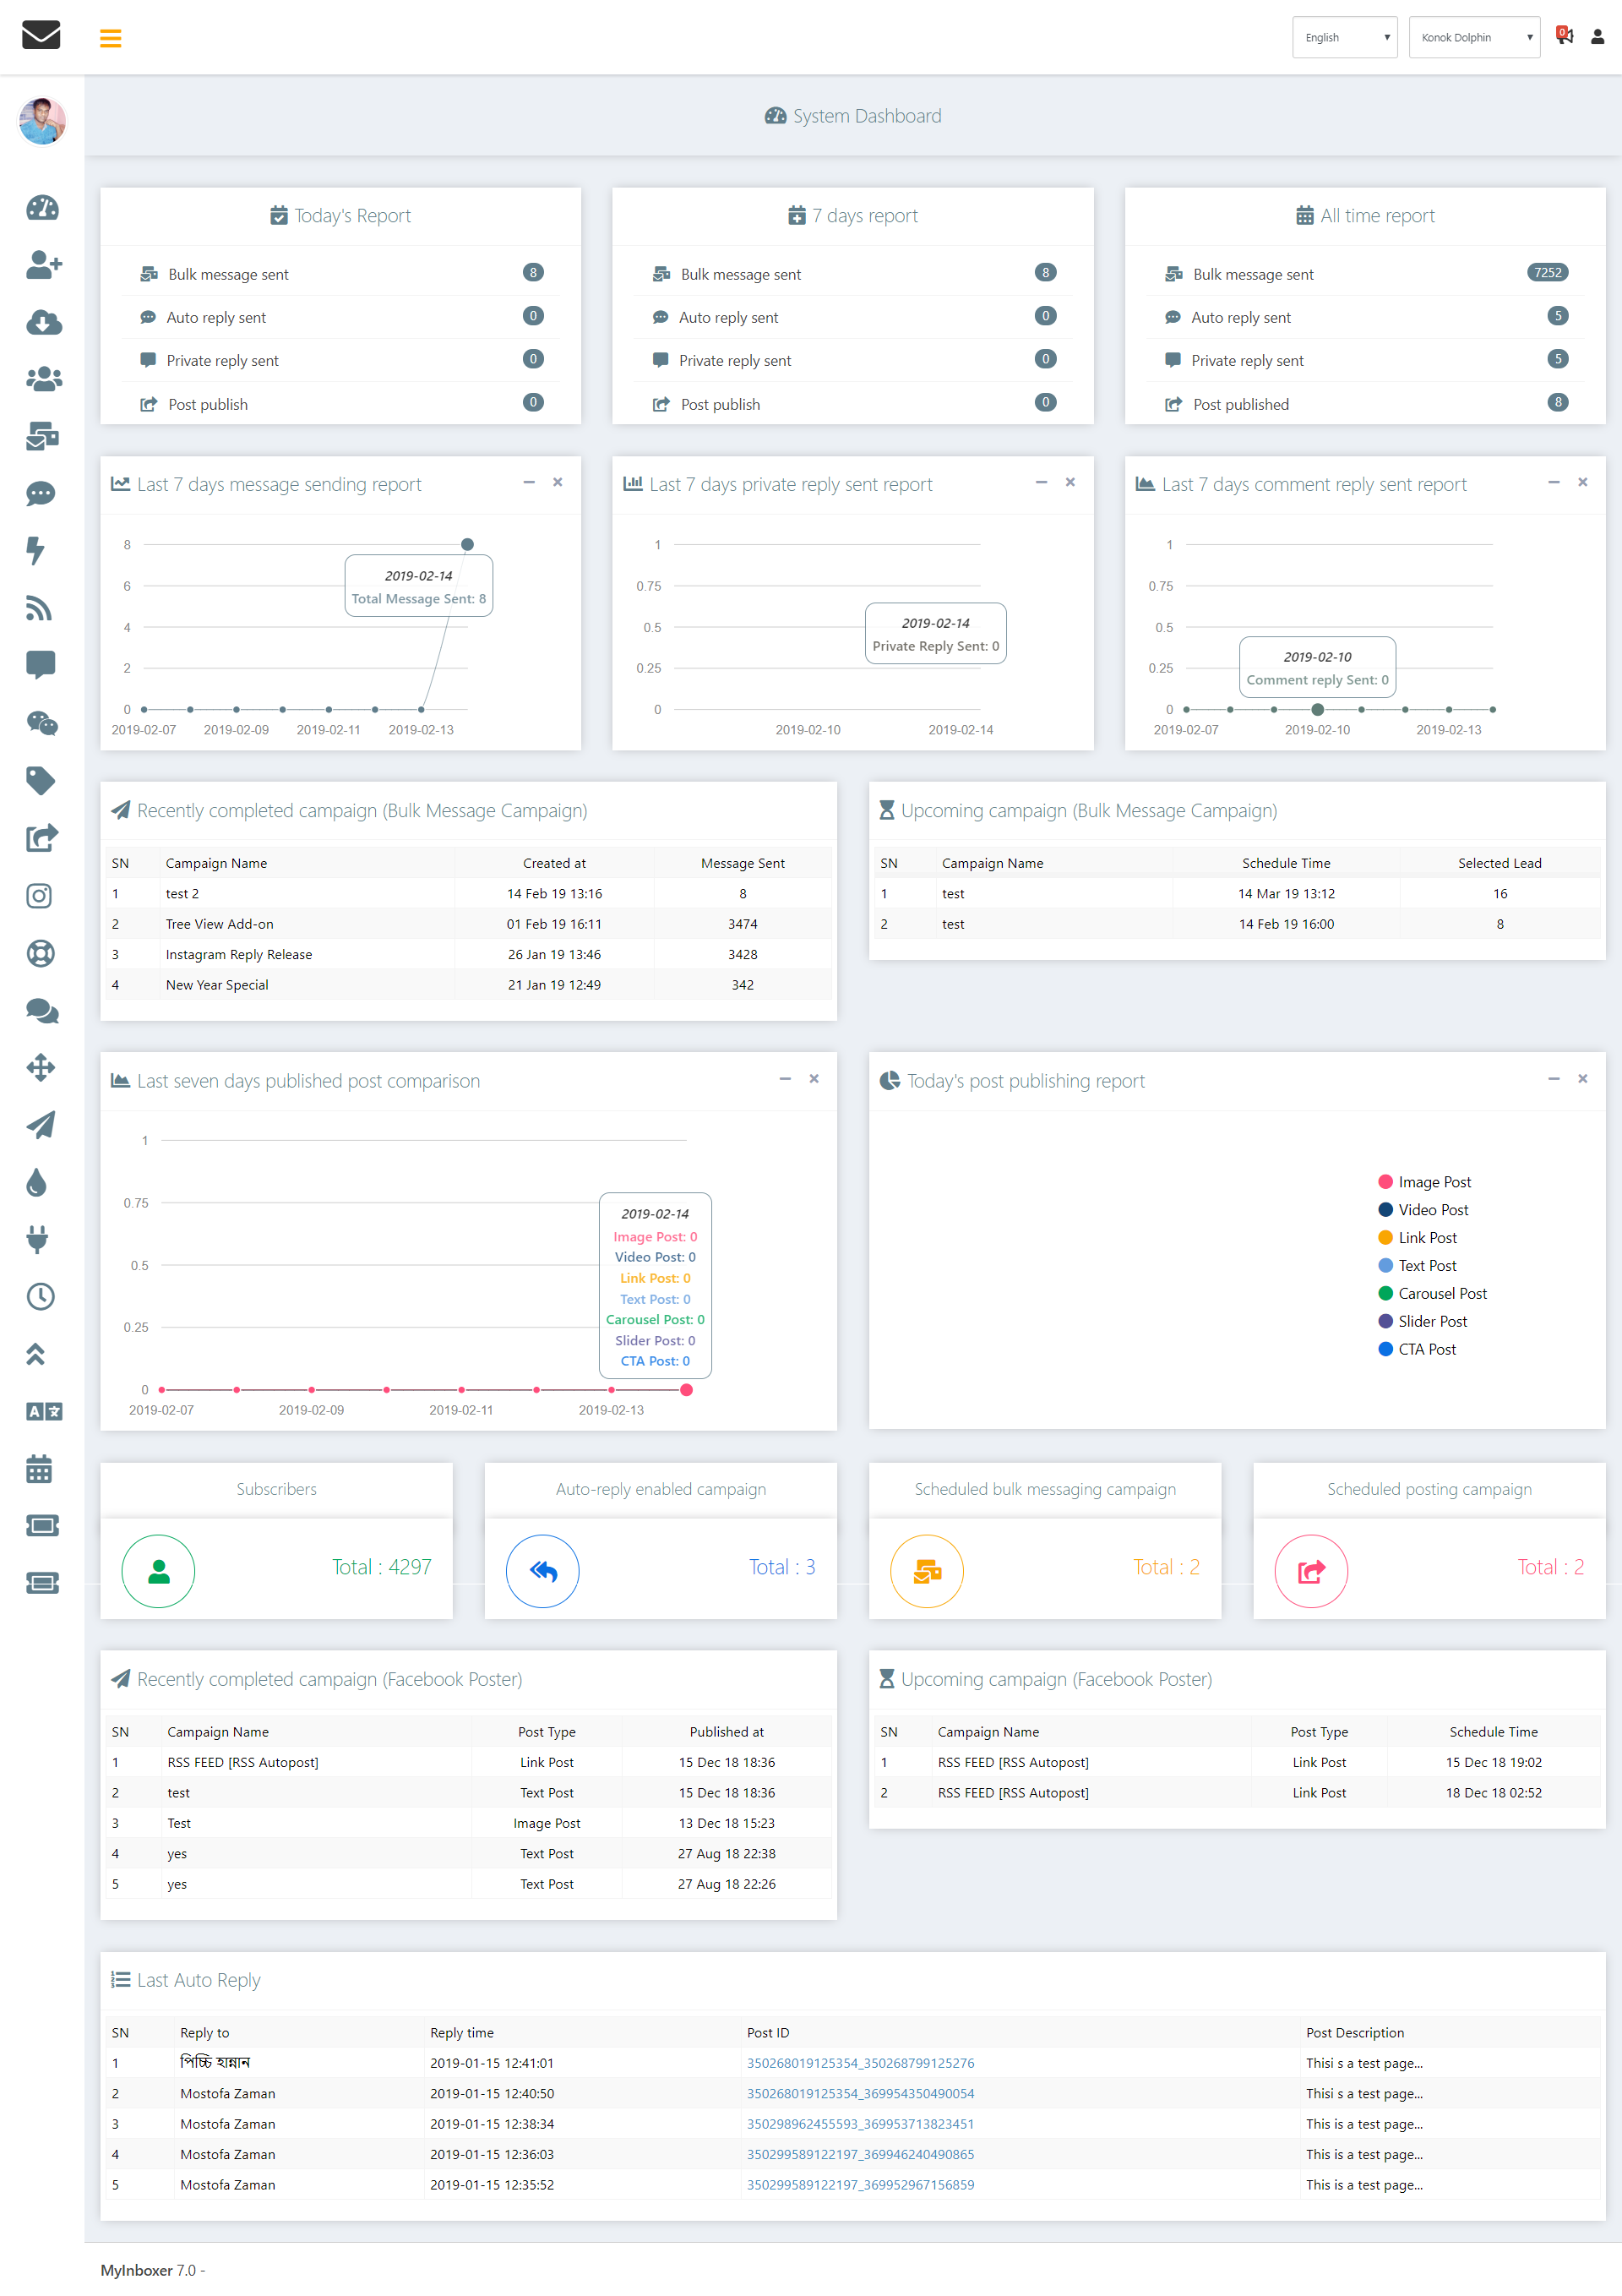 English ▼ Konok Dolphin ▼ 0
System Dashboard
Today's Report
Bulk message sent 8
Auto reply sent 0
Private reply sent 0
Post publish 0
7 days report
Bulk message sent 8
Auto reply sent 0
Private reply sent 0
Post publish 0
All time report
Bulk message sent 7252
Auto reply sent 5
Private reply sent 5
Post published 8
Last 7 days message sending report
8
6
4
2
0
2019-02-14
Total Message Sent: 8
2019-02-07 2019-02-09 2019-02-11 2019-02-13
Last 7 days private reply sent report
1
0.75
0.5
0.25
0
2019-02-14
Private Reply Sent: 0
2019-02-10 2019-02-14
Last 7 days comment reply sent report
1
0.75
0.5
0.25
0
2019-02-10
Comment reply Sent: 0
2019-02-07 2019-02-10 2019-02-13
Recently completed campaign (Bulk Message Campaign)
SN Campaign Name Created at Message Sent
1 test 2 14 Feb 19 13:16 8
2 Tree View Add-on 01 Feb 19 16:11 3474
3 Instagram Reply Release 26 Jan 19 13:46 3428
4 New Year Special 21 Jan 19 12:49 342
Upcoming campaign (Bulk Message Campaign)
SN Campaign Name Schedule Time Selected Lead
1 test 14 Mar 19 13:12 16
2 test 14 Feb 19 16:00 8
Last seven days published post comparison
1
0.75
0.5
0.25
0
2019-02-14
Image Post: 0
Video Post: 0
Link Post: 0
Text Post: 0
Carousel Post: 0
Slider Post: 0
CTA Post: 0
2019-02-07 2019-02-09 2019-02-11 2019-02-13
Today's post publishing report
Image Post
Video Post
Link Post
Text Post
Carousel Post
Slider Post
CTA Post
Subscribers
Total : 4297
Auto-reply enabled campaign
Total : 3
Scheduled bulk messaging campaign
Total : 2
Scheduled posting campaign
Total : 2
Recently completed campaign (Facebook Poster)
SN Campaign Name Post Type Published at
1 RSS FEED [RSS Autopost] Link Post 15 Dec 18 18:36
2 test Text Post 15 Dec 18 18:36
3 Test Image Post 13 Dec 18 15:23
4 yes Text Post 27 Aug 18 22:38
5 yes Text Post 27 Aug 18 22:26
Upcoming campaign (Facebook Poster)
SN Campaign Name Post Type Schedule Time
1 RSS FEED [RSS Autopost] Link Post 15 Dec 18 19:02
2 RSS FEED [RSS Autopost] Link Post 18 Dec 18 02:52
Last Auto Reply
SN Reply to Reply time Post ID Post Description
1 পিচ্চি হান্নান 2019-01-15 12:41:01 350268019125354_350268799125276 Thisi s a test page...
2 Mostofa Zaman 2019-01-15 12:40:50 350268019125354_369954350490054 Thisi s a test page...
3 Mostofa Zaman 2019-01-15 12:38:34 350298962455593_369953713823451 This is a test page...
4 Mostofa Zaman 2019-01-15 12:36:03 350299589122197_369946240490865 This is a test page...
5 Mostofa Zaman 2019-01-15 12:35:52 350299589122197_369952967156859 This is a test page...
MyInboxer 7.0 -